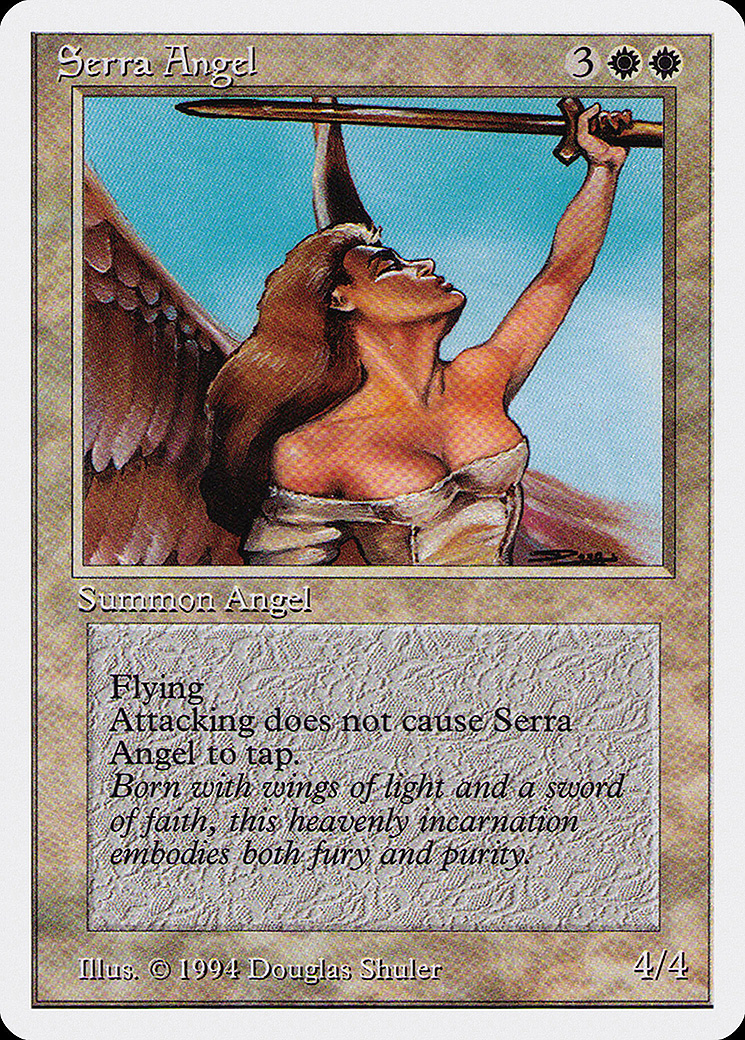 Serra Angel 3
Summon Angel
Flying
Attacking does not cause Serra
Angel to tap.
Born with wings of light and a sword
of faith, this heavenly incarnation
embodies both fury and purity.
Illus. © 1994 Douglas Shuler 4/4